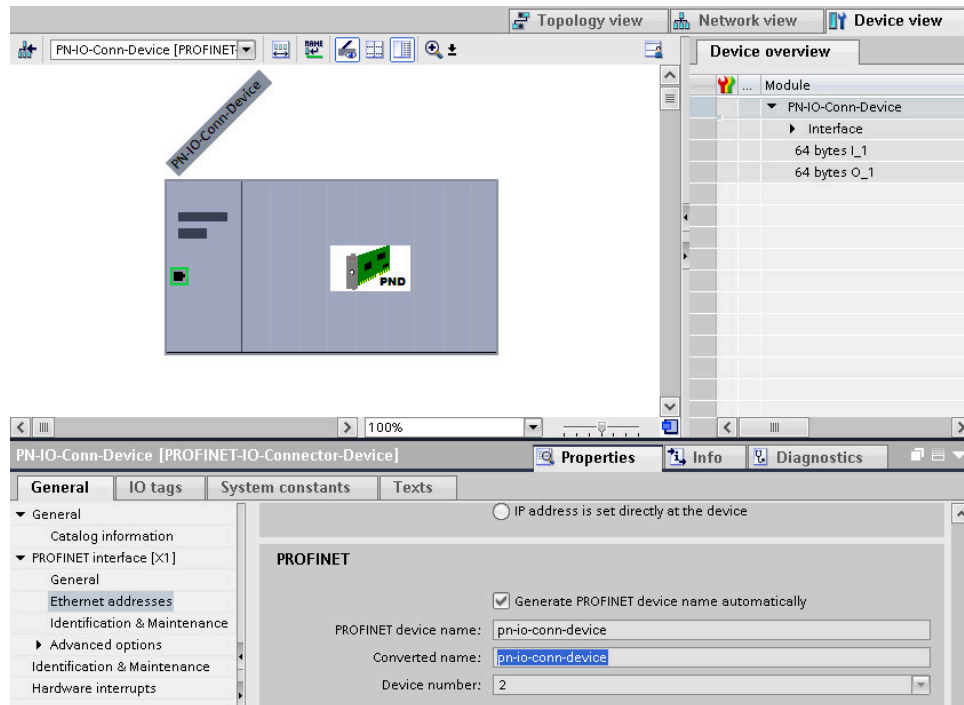 Topology view Network view Device view
PN-IO-Conn-Device [PROFINET- NAME
Device overview
... Module
PN-IO-Conn-Device
Interface
64 bytes I_1
64 bytes O_1
PN-IO-Conn-Device
PND
100%
PN-IO-Conn-Device [PROFINET-IO-Connector-Device] Properties Info Diagnostics
General IO tags System constants Texts
General
Catalog information
PROFINET interface [X1]
General
Ethernet addresses
Identification & Maintenance
Advanced options
Identification & Maintenance
Hardware interrupts
IP address is set directly at the device
PROFINET
Generate PROFINET device name automatically
PROFINET device name: pn-io-conn-device
Converted name: pn-io-conn-device
Device number: 2